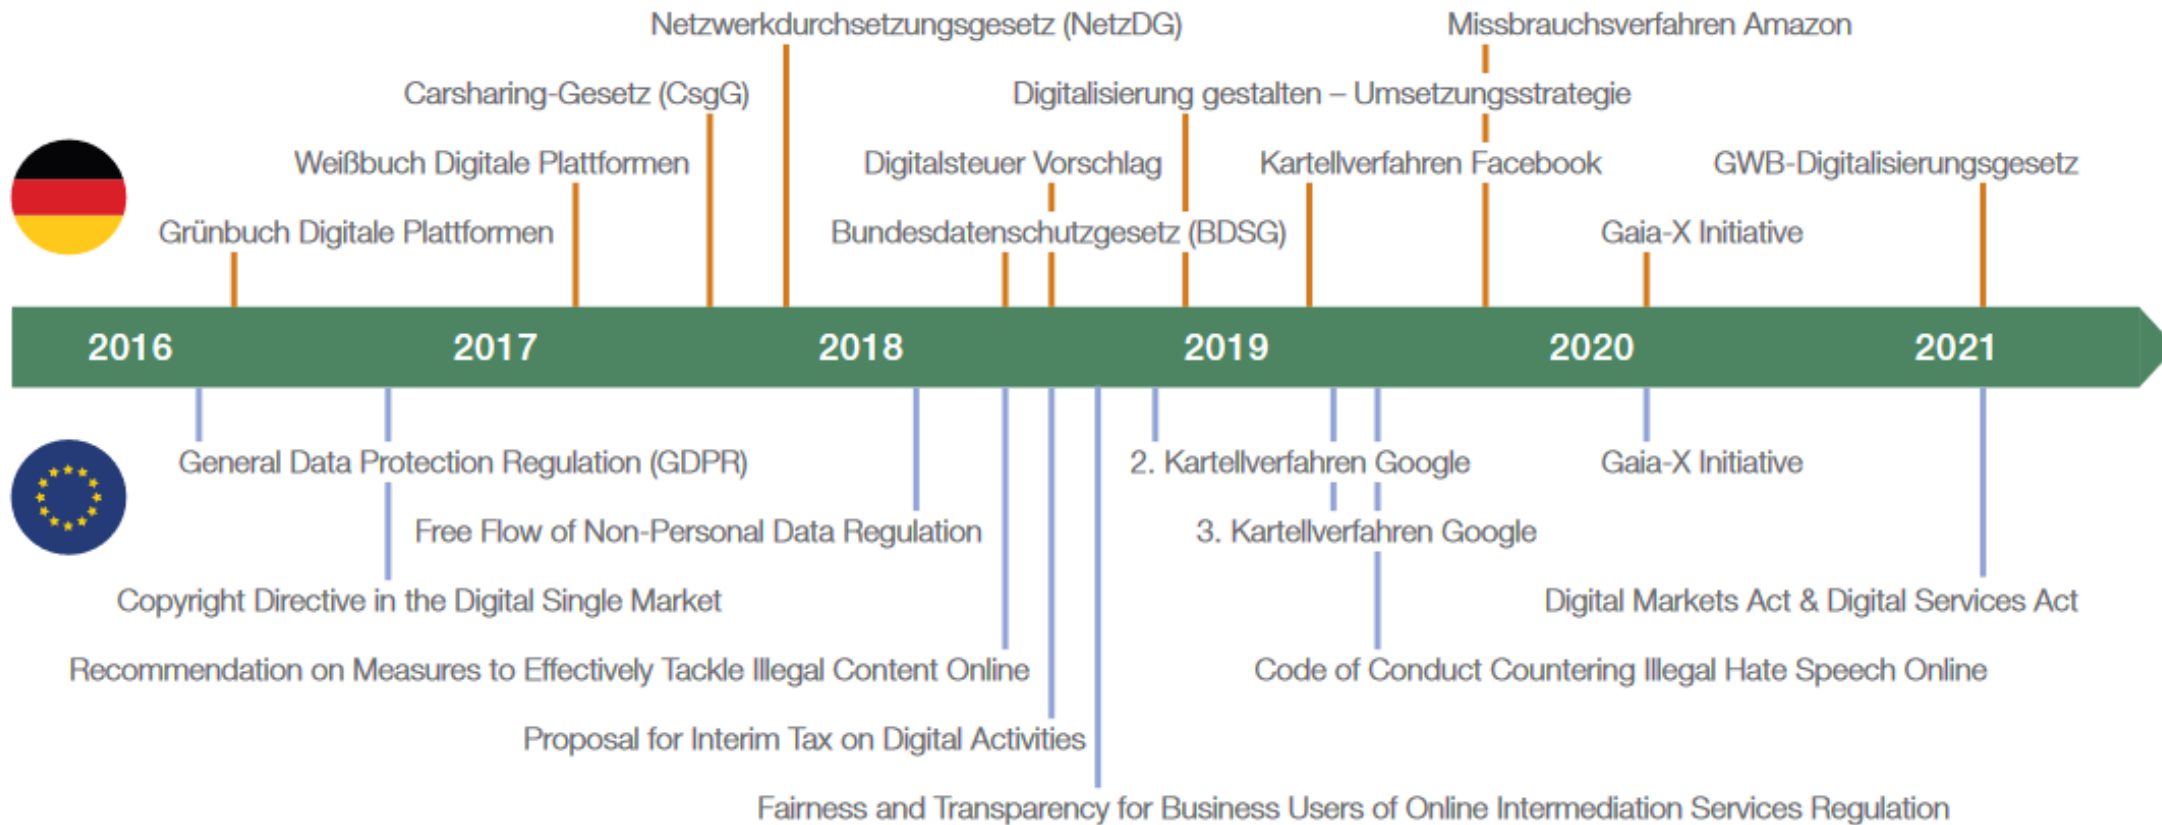 Netzwerkdurchsetzungsgesetz (NetzDG)
Missbrauchsverfahren Amazon
Carsharing-Gesetz (CsgG)
Digitalisierung gestalten – Umsetzungsstrategie
Weißbuch Digitale Plattformen
Digitalsteuer Vorschlag
Kartellverfahren Facebook
GWB-Digitalisierungsgesetz
Grünbuch Digitale Plattformen
Bundesdatenschutzgesetz (BDSG)
Gaia-X Initiative
2016
2017
2018
2019
2020
2021
General Data Protection Regulation (GDPR)
2. Kartellverfahren Google
Gaia-X Initiative
Free Flow of Non-Personal Data Regulation
3. Kartellverfahren Google
Copyright Directive in the Digital Single Market
Digital Markets Act & Digital Services Act
Recommendation on Measures to Effectively Tackle Illegal Content Online
Code of Conduct Countering Illegal Hate Speech Online
Proposal for Interim Tax on Digital Activities
Fairness and Transparency for Business Users of Online Intermediation Services Regulation